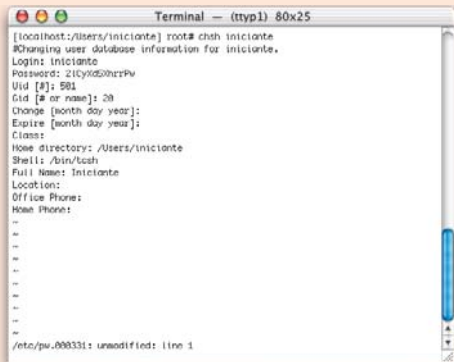 Terminal — (ttyp1) 80x25
[localhost:/Users/iniciante] root# chsh iniciante
#Changing user database information for iniciante.
Login: iniciante
Password:
Uid [#]: 501
Gid [# or name]: 20
Change [month day year]:
Expire [month day year]:
Class:
Home directory: /Users/iniciante
Shell: /bin/tcsh
Full Name: Iniciante
Location:
Office Phone:
Home Phone:
~
~
~
~
~
~
~
~
~
/etc/pw.000331: unmodified: line 1